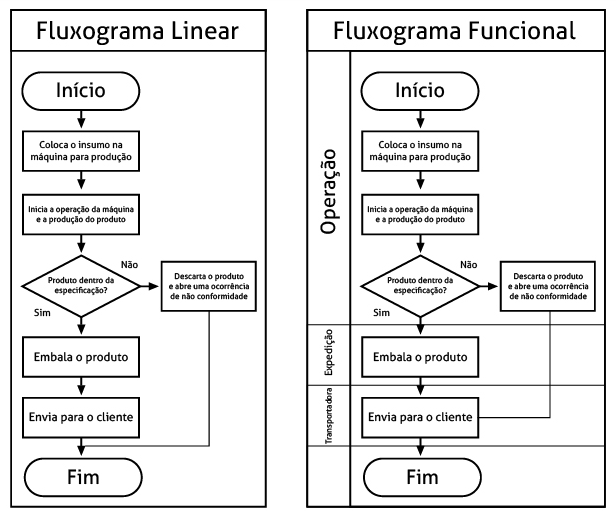 Fluxograma Linear
Início
Coloca o insumo na
máquina para produção
Inicia a operação da máquina
e a produção do produto
Produto dentro da
especificação?
Não
Descarta o produto
e abre uma ocorrência
de não conformidade
Sim
Embala o produto
Envia para o cliente
Fim
Fluxograma Funcional
Operação
Início
Coloca o insumo na
máquina para produção
Inicia a operação da máquina
e a produção do produto
Produto dentro da
especificação?
Não
Descarta o produto
e abre uma ocorrência
de não conformidade
Sim
Expedição
Embala o produto
Transportadora
Envia para o cliente
Fim